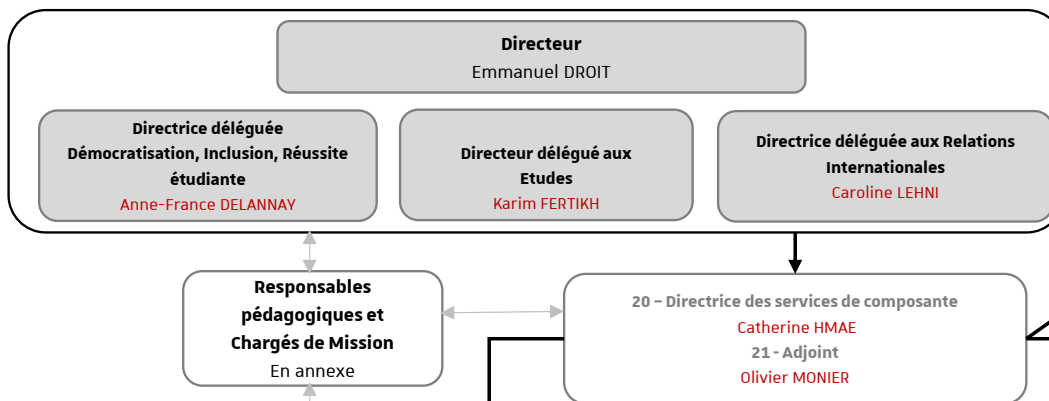 Directeur
Emmanuel DROIT
Directrice déléguée
Démocratisation, Inclusion, Réussite
étudiante
Anne-France DELANNAY
Directeur délégué aux
Etudes
Karim FERTIKH
Directrice déléguée aux Relations
Internationales
Caroline LEHNI
Responsables
pédagogiques et
Chargés de Mission
En annexe
20 – Directrice des services de composante
Catherine HMAE
21 - Adjoint
Olivier MONIER